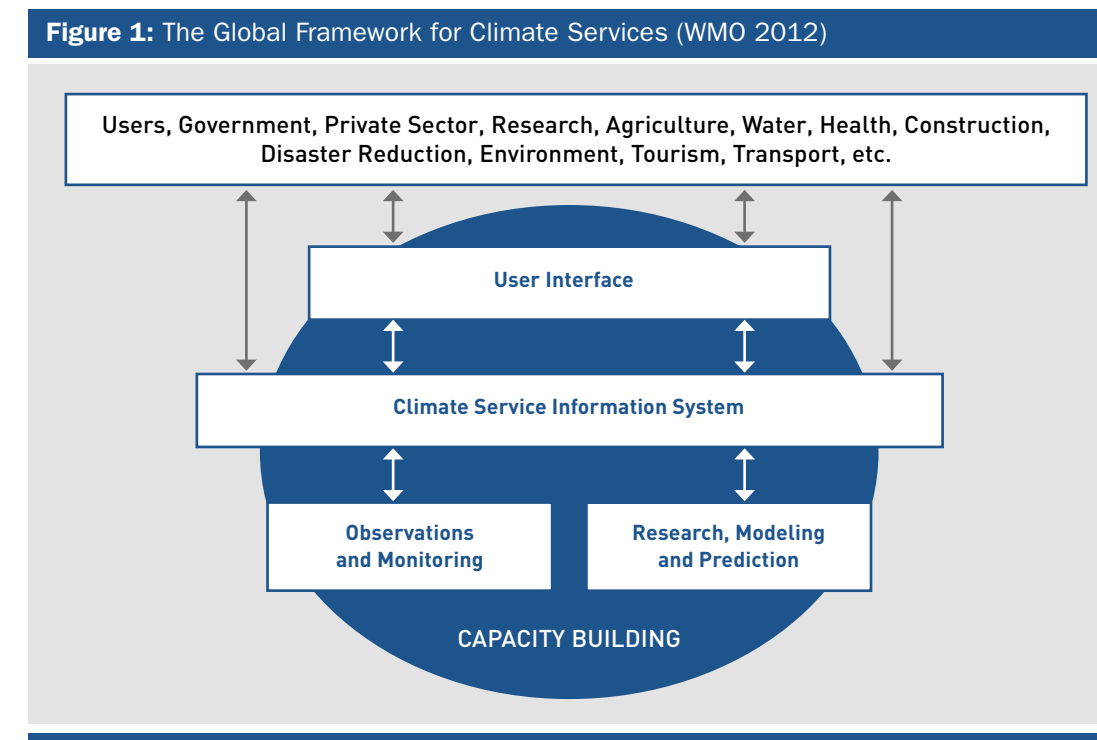 Figure 1: The Global Framework for Climate Services (WMO 2012)
Users, Government, Private Sector, Research, Agriculture, Water, Health, Construction,
Disaster Reduction, Environment, Tourism, Transport, etc.
User Interface
Climate Service Information System
Observations
and Monitoring
Research, Modeling
and Prediction
CAPACITY BUILDING